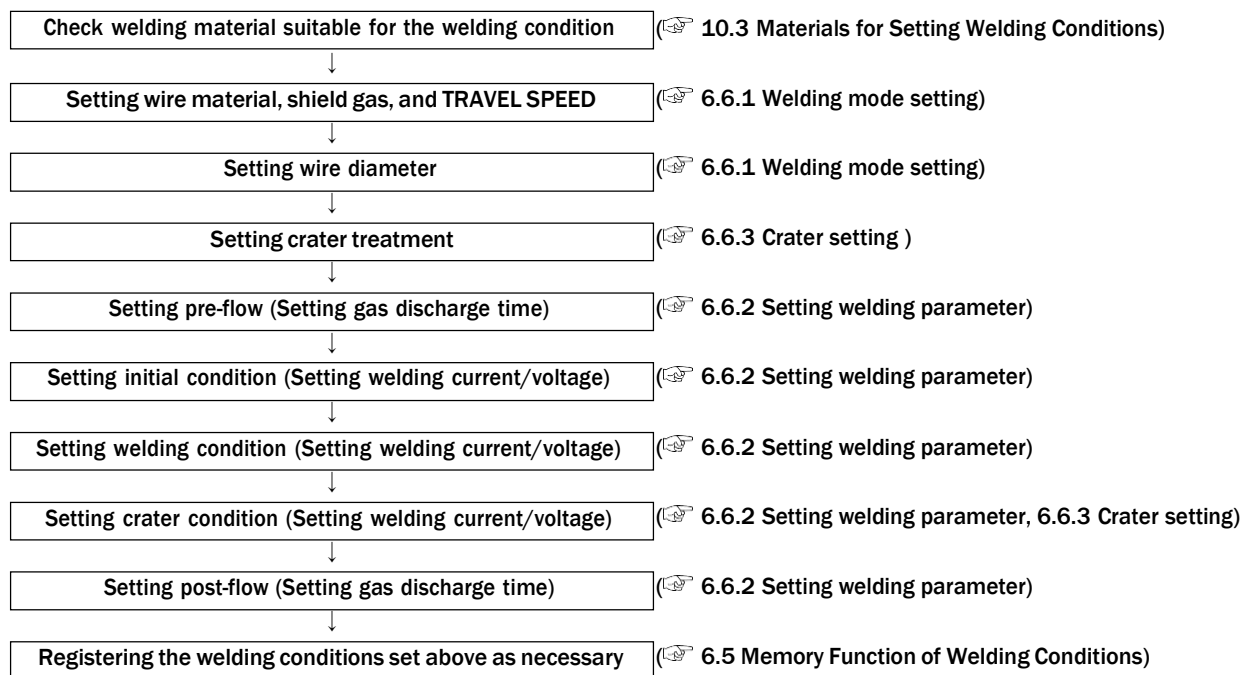 Check welding material suitable for the welding condition (☞ 10.3 Materials for Setting Welding Conditions)
↓
Setting wire material, shield gas, and TRAVEL SPEED (☞ 6.6.1 Welding mode setting)
↓
Setting wire diameter (☞ 6.6.1 Welding mode setting)
↓
Setting crater treatment (☞ 6.6.3 Crater setting )
↓
Setting pre-flow (Setting gas discharge time) (☞ 6.6.2 Setting welding parameter)
↓
Setting initial condition (Setting welding current/voltage) (☞ 6.6.2 Setting welding parameter)
↓
Setting welding condition (Setting welding current/voltage) (☞ 6.6.2 Setting welding parameter)
↓
Setting crater condition (Setting welding current/voltage) (☞ 6.6.2 Setting welding parameter, 6.6.3 Crater setting)
↓
Setting post-flow (Setting gas discharge time) (☞ 6.6.2 Setting welding parameter)
↓
Registering the welding conditions set above as necessary (☞ 6.5 Memory Function of Welding Conditions)